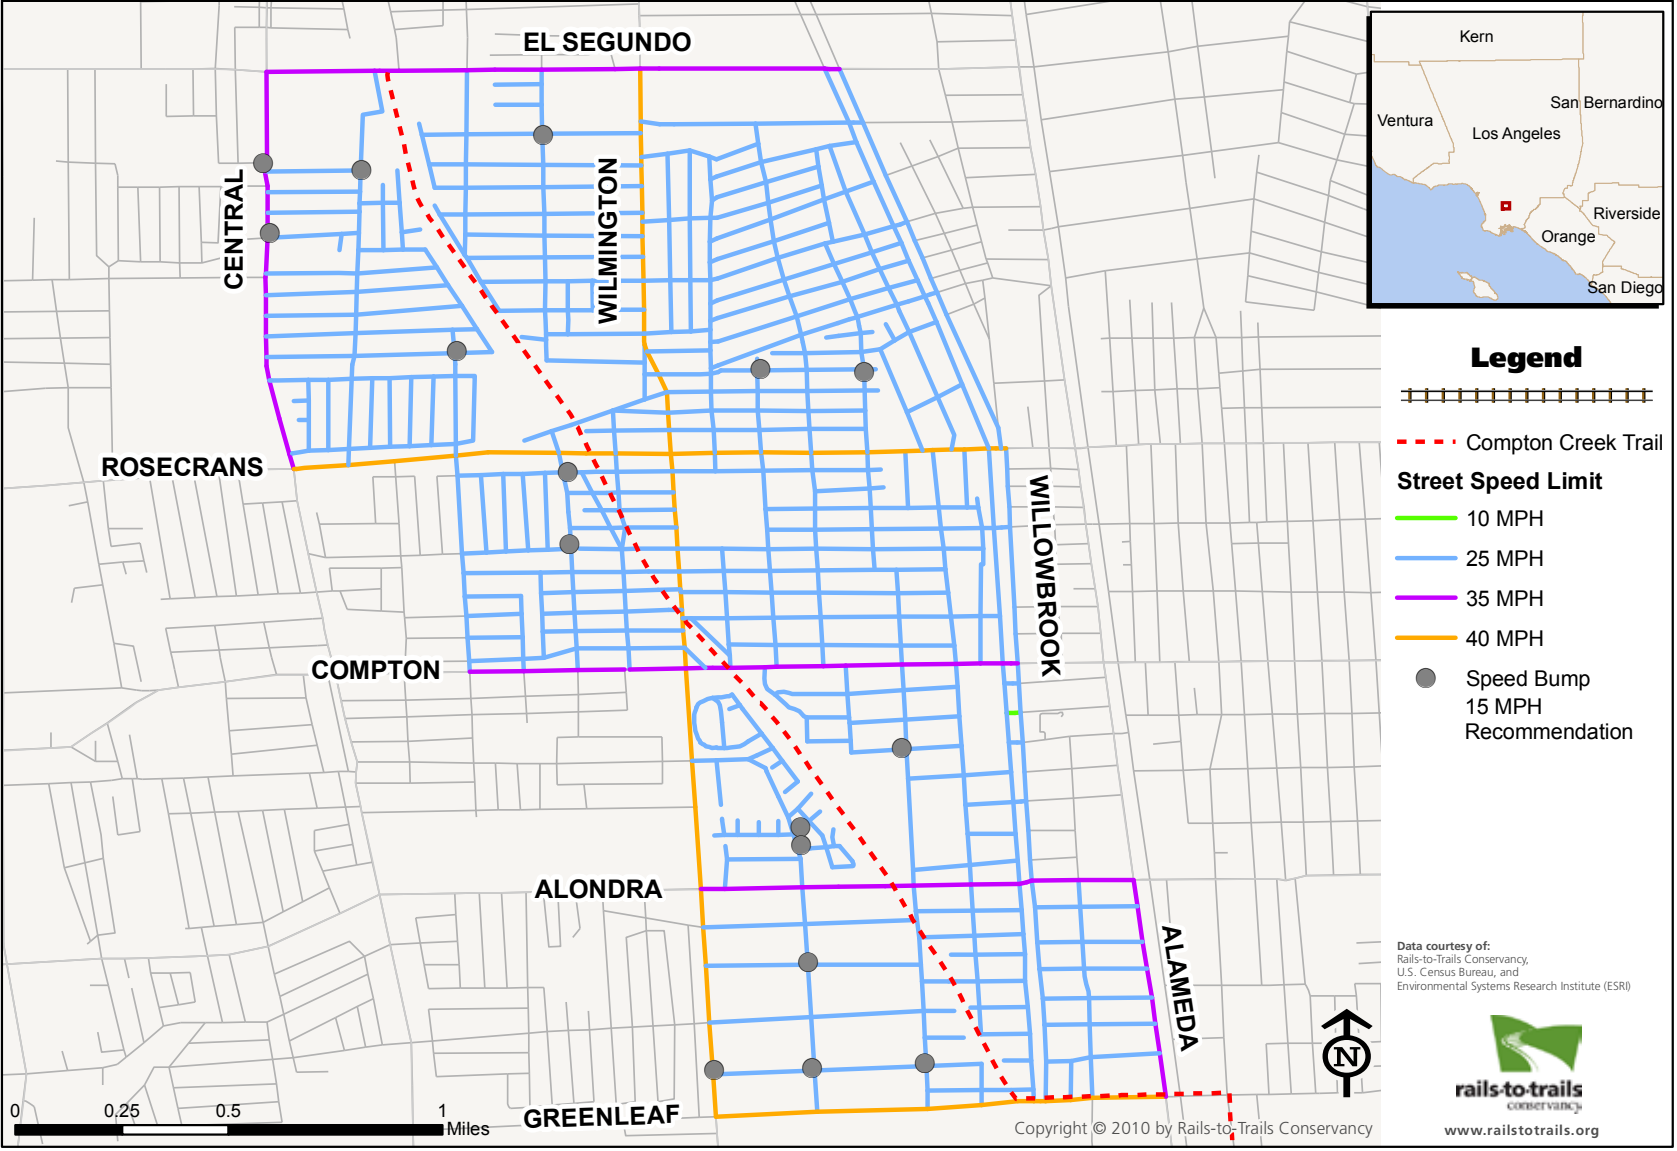 EL SEGUNDO
CENTRAL
WILMINGTON
ROSECRANS
WILLOWBROOK
COMPTON
ALONDRA
ALAMEDA
GREENLEAF
0 0.25 0.5 1
Miles
Copyright © 2010 by Rails-to-Trails Conservancy
N
Kern
San Bernardino
Ventura
Los Angeles
Riverside
Orange
San Diego
Legend
Compton Creek Trail
Street Speed Limit
10 MPH
25 MPH
35 MPH
40 MPH
Speed Bump
15 MPH
Recommendation
Data courtesy of:
Rails-to-Trails Conservancy,
U.S. Census Bureau, and
Environmental Systems Research Institute (ESRI)
rails-to-trails
conservancy
www.railstotrails.org